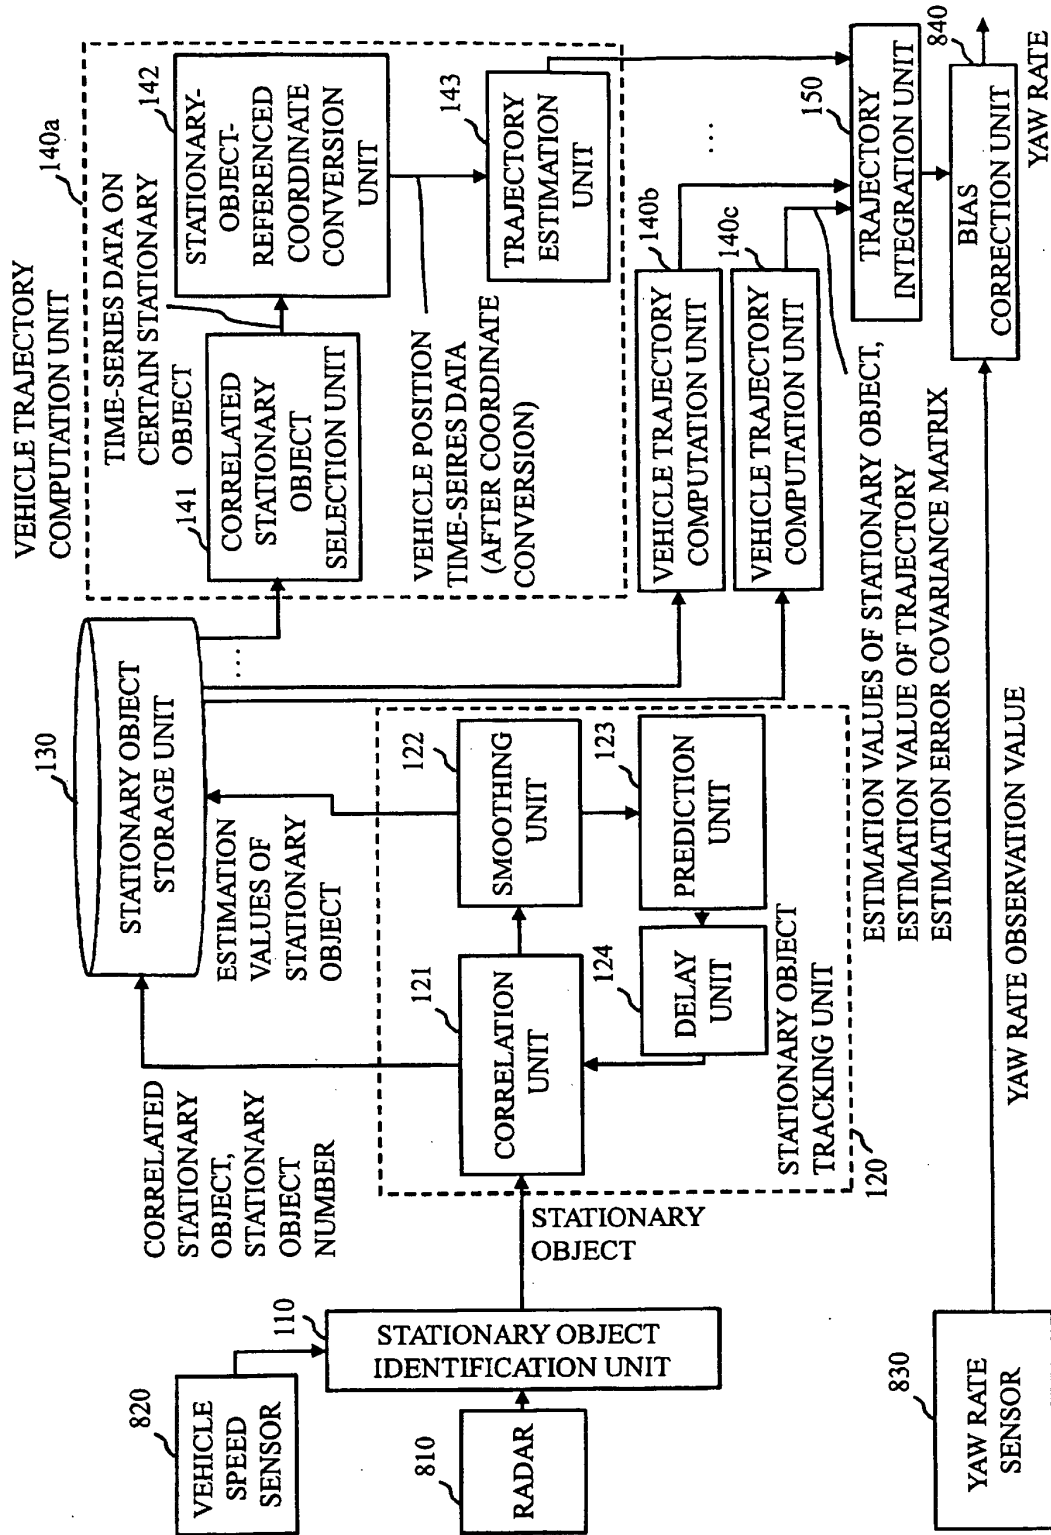 VEHICLE TRAJECTORY
COMPUTATION UNIT
140a
TIME-SERIES DATA ON
CERTAIN STATIONARY
OBJECT
141
CORRELATED
STATIONARY
OBJECT
SELECTION UNIT
142
STATIONARY-
OBJECT-
REFERENCED
COORDINATE
CONVERSION
UNIT
VEHICLE POSITION
TIME-SEIRES DATA
(AFTER COORDINATE
CONVERSION)
143
TRAJECTORY
ESTIMATION
UNIT
130
STATIONARY OBJECT
STORAGE UNIT
...
CORRELATED
STATIONARY
OBJECT,
STATIONARY
OBJECT
NUMBER
ESTIMATION
VALUES OF
STATIONARY
OBJECT
820
VEHICLE
SPEED
SENSOR
810
RADAR
110
STATIONARY OBJECT
IDENTIFICATION UNIT
STATIONARY
OBJECT
121
CORRELATION
UNIT
122
SMOOTHING
UNIT
123
PREDICTION
UNIT
124
DELAY
UNIT
STATIONARY OBJECT
TRACKING UNIT
120
140b
VEHICLE TRAJECTORY
COMPUTATION UNIT
140c
VEHICLE TRAJECTORY
COMPUTATION UNIT
...
ESTIMATION VALUES OF STATIONARY OBJECT,
ESTIMATION VALUE OF TRAJECTORY
ESTIMATION ERROR COVARIANCE MATRIX
150
TRAJECTORY
INTEGRATION UNIT
830
YAW RATE
SENSOR
YAW RATE OBSERVATION VALUE
840
BIAS
CORRECTION UNIT
YAW RATE